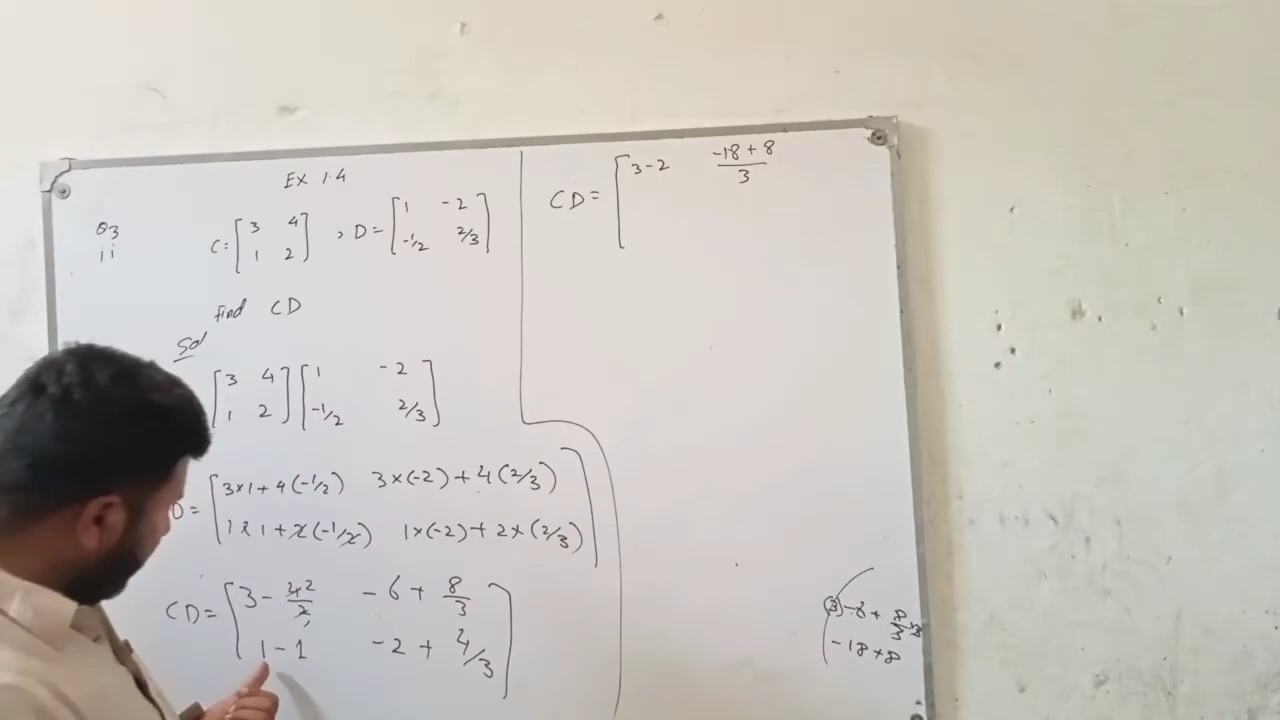 EX 1.4
Q3
ii
C = [3 4
1 2] , D = [1 -2
-1/2 2/3]
Find CD
Sol
[3 4
1 2] [1 -2
-1/2 2/3]
D = [3×1+4(-1/2) 3×(-2)+4(2/3)
1×1+2×(-1/2) 1×(-2)+2×(2/3)]
CD = [3 - 4 2/2 -6 + 8/3
1-1 -2 + 4/3]
CD = [3-2 -18+8/3
(3) -8 + 8/3 ×3
-18+8